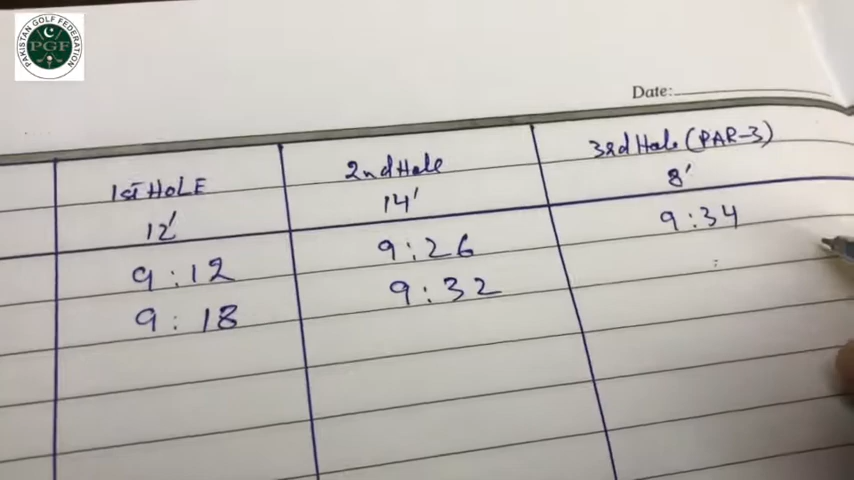 PAKISTAN GOLF FEDERATION
PGF
Date:
1st HOLE 2nd Hole 3rd Hole (PAR-3)
12' 14' 8'
9:12 9:26 9:34
9:18 9:32